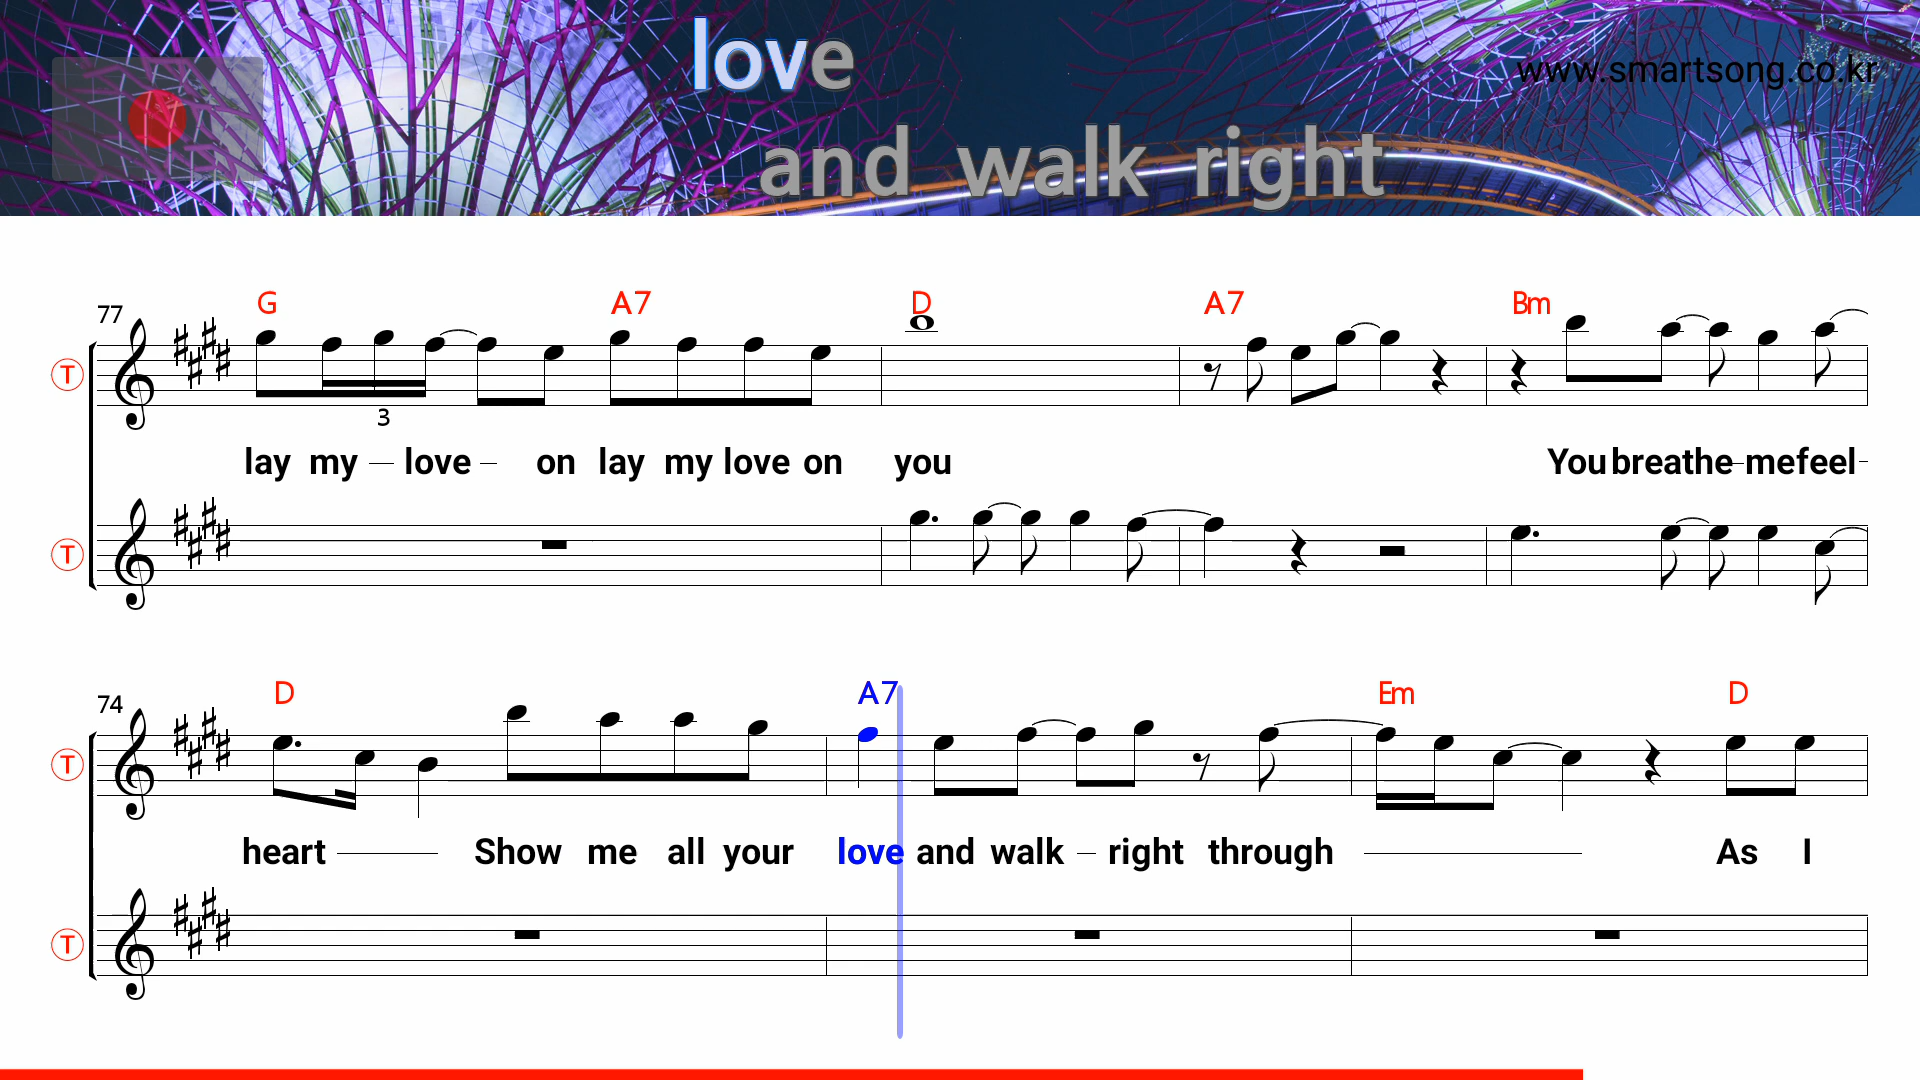 love
www.smartsong.co.kr
and walk right
77 G A7 D A7 Bm
T
3
lay my love on lay my love on you You breathe me feel
T
74 D A7 Em D
T
heart Show me all your love and walk right through As I
T